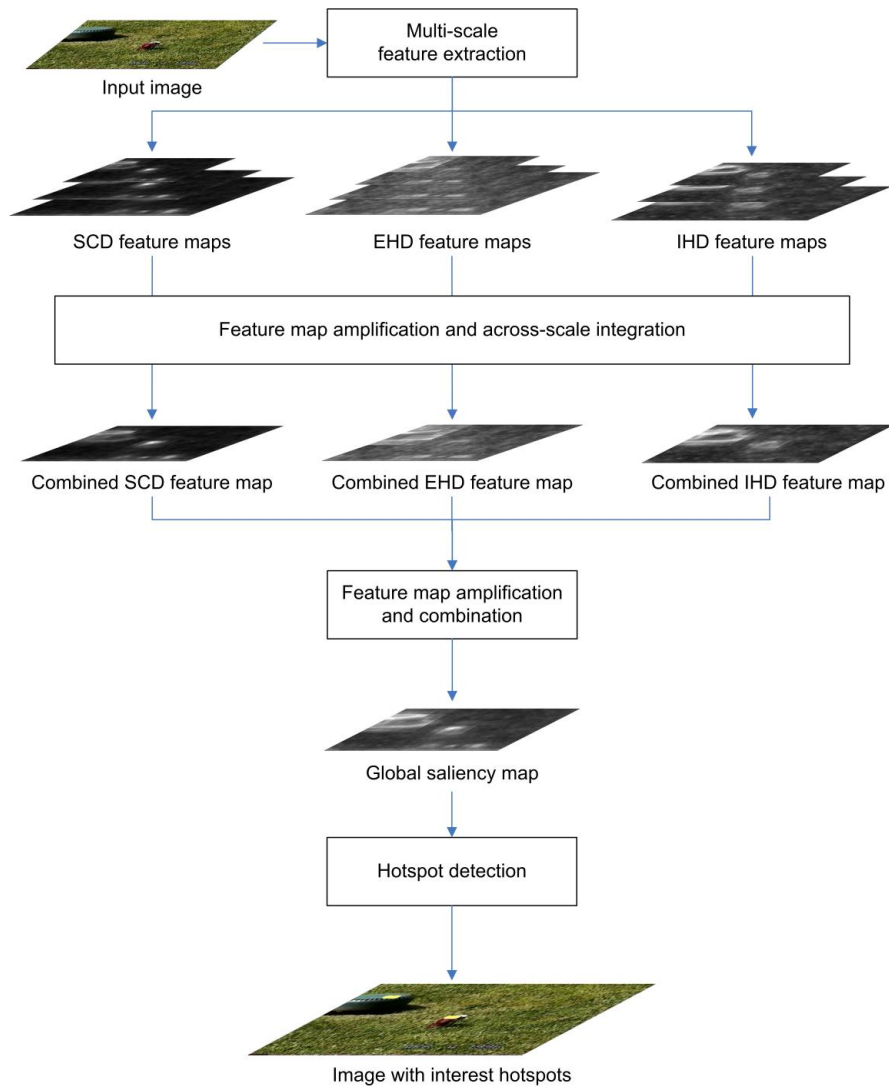 Multi-scale
feature extraction
Input image
SCD feature maps
EHD feature maps
IHD feature maps
Feature map amplification and across-scale integration
Combined SCD feature map
Combined EHD feature map
Combined IHD feature map
Feature map amplification
and combination
Global saliency map
Hotspot detection
Image with interest hotspots